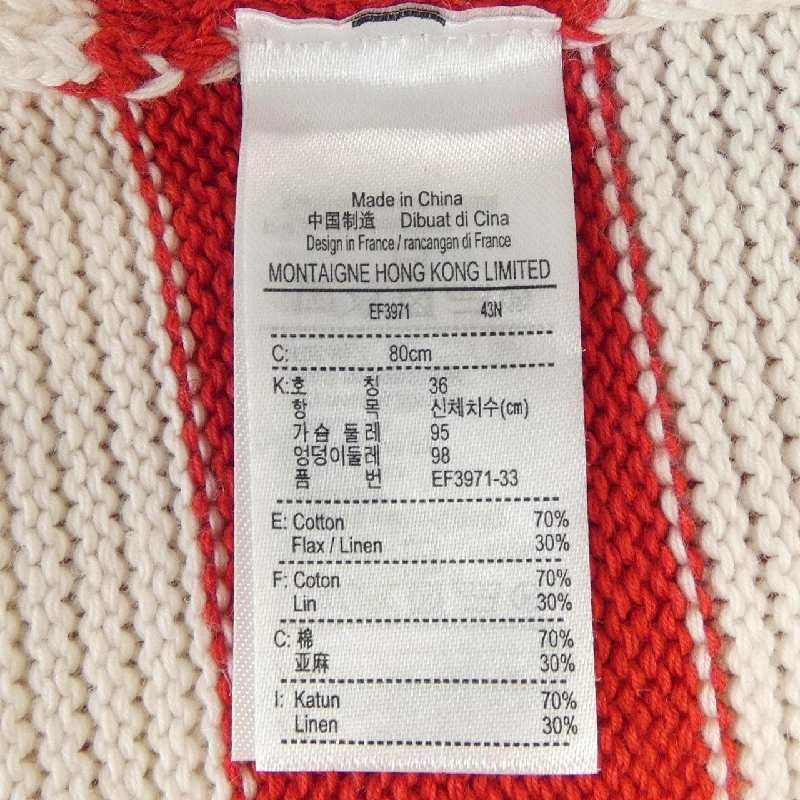 Made in China
中国制造 Dibuat di Cina
Design in France / rancangan di France
MONTAIGNE HONG KONG LIMITED
EF3971 43N
C: 80cm
K:호 칭 36
항 목 신체치수(cm)
가슴 둘레 95
엉덩이둘레 98
품 번 EF3971-33
E: Cotton 70%
Flax / Linen 30%
F: Coton 70%
Lin 30%
C: 棉 70%
亚麻 30%
I: Katun 70%
Linen 30%